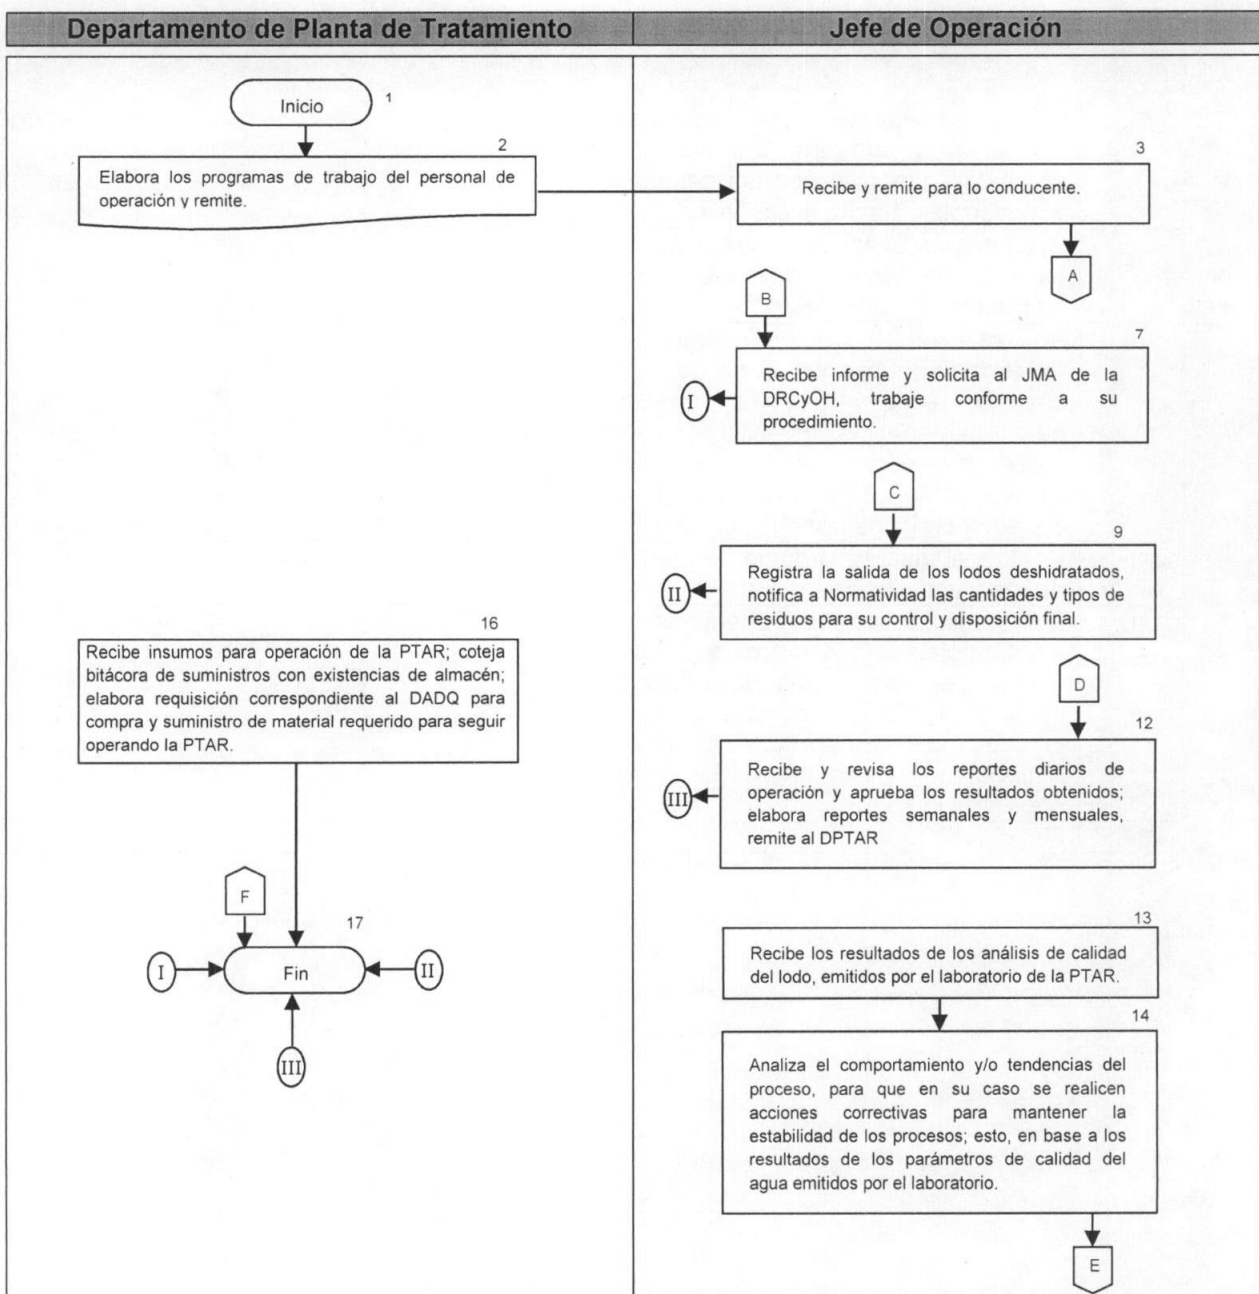 Departamento de Planta de Tratamiento
Jefe de Operación
Inicio
1
2
Elabora los programas de trabajo del personal de
operación y remite.
3
Recibe y remite para lo conducente.
A
B
7
Recibe informe y solicita al JMA de la
DRCyOH, trabaje conforme a su
procedimiento.
I
C
9
Registra la salida de los lodos deshidratados,
notifica a Normatividad las cantidades y tipos de
residuos para su control y disposición final.
II
16
Recibe insumos para operación de la PTAR; coteja
bitácora de suministros con existencias de almacén;
elabora requisición correspondiente al DADQ para
compra y suministro de material requerido para seguir
operando la PTAR.
D
12
Recibe y revisa los reportes diarios de
operación y aprueba los resultados obtenidos;
elabora reportes semanales y mensuales,
remite al DPTAR
III
F
17
Fin
I
II
III
13
Recibe los resultados de los análisis de calidad
del lodo, emitidos por el laboratorio de la PTAR.
14
Analiza el comportamiento y/o tendencias del
proceso, para que en su caso se realicen
acciones correctivas para mantener la
estabilidad de los procesos; esto, en base a los
resultados de los parámetros de calidad del
agua emitidos por el laboratorio.
E